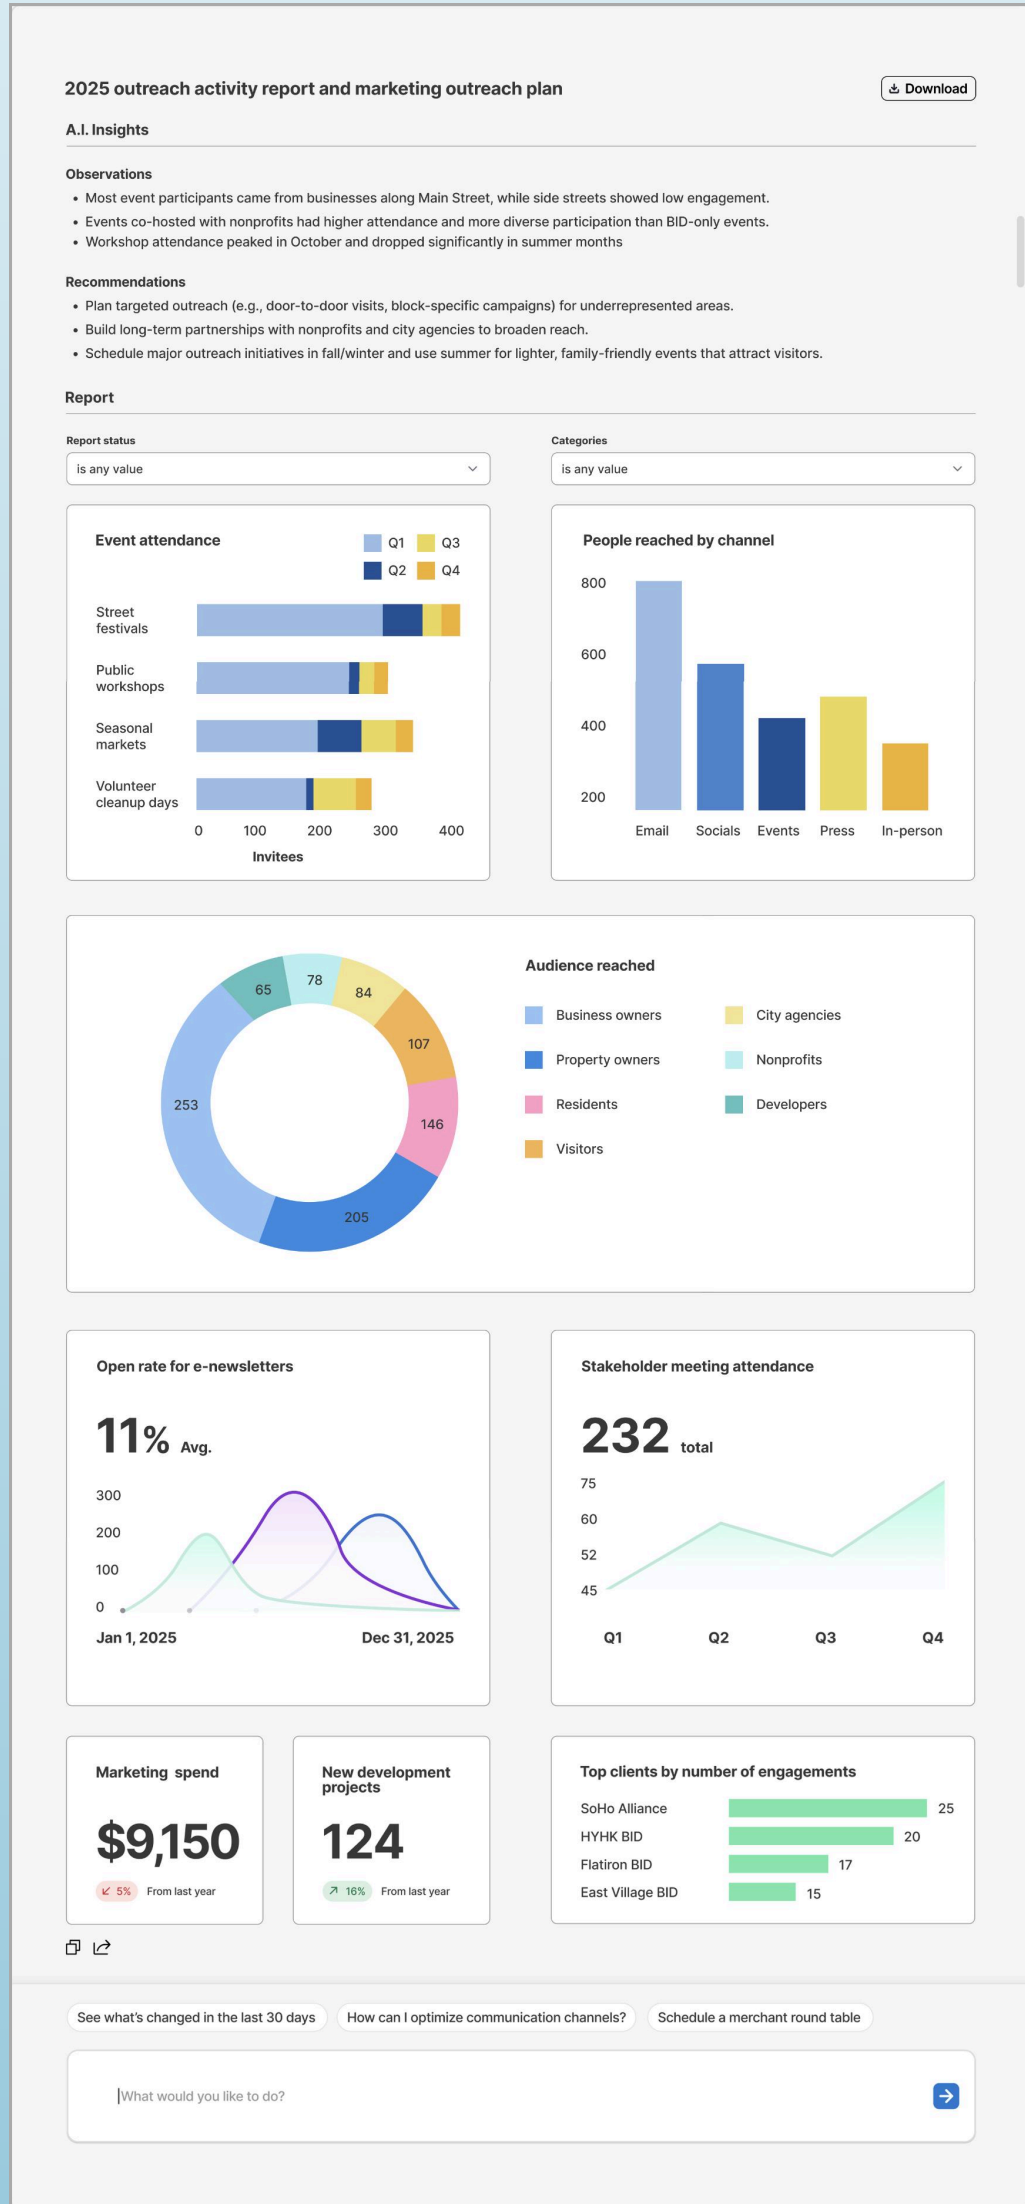 2025 outreach activity report and marketing outreach plan
Download
A.I. Insights
Observations
• Most event participants came from businesses along Main Street, while side streets showed low engagement.
• Events co-hosted with nonprofits had higher attendance and more diverse participation than BID-only events.
• Workshop attendance peaked in October and dropped significantly in summer months
Recommendations
• Plan targeted outreach (e.g., door-to-door visits, block-specific campaigns) for underrepresented areas.
• Build long-term partnerships with nonprofits and city agencies to broaden reach.
• Schedule major outreach initiatives in fall/winter and use summer for lighter, family-friendly events that attract visitors.
Report
Report status
is any value
Categories
is any value
Event attendance
Q1
Q3
Q2
Q4
Street
festivals
Public
workshops
Seasonal
markets
Volunteer
cleanup days
0 100 200 300 400
Invitees
People reached by channel
800
600
400
200
Email Socials Events Press In-person
65
78
84
107
253
146
205
Audience reached
Business owners
City agencies
Property owners
Nonprofits
Residents
Developers
Visitors
Open rate for e-newsletters
11% Avg.
300
200
100
0
Jan 1, 2025
Dec 31, 2025
Stakeholder meeting attendance
232 total
75
60
52
45
Q1 Q2 Q3 Q4
Marketing spend
$9,150
5% From last year
New development
projects
124
16% From last year
Top clients by number of engagements
SoHo Alliance 25
HYHK BID 20
Flatiron BID 17
East Village BID 15
See what's changed in the last 30 days
How can I optimize communication channels?
Schedule a merchant round table
What would you like to do?